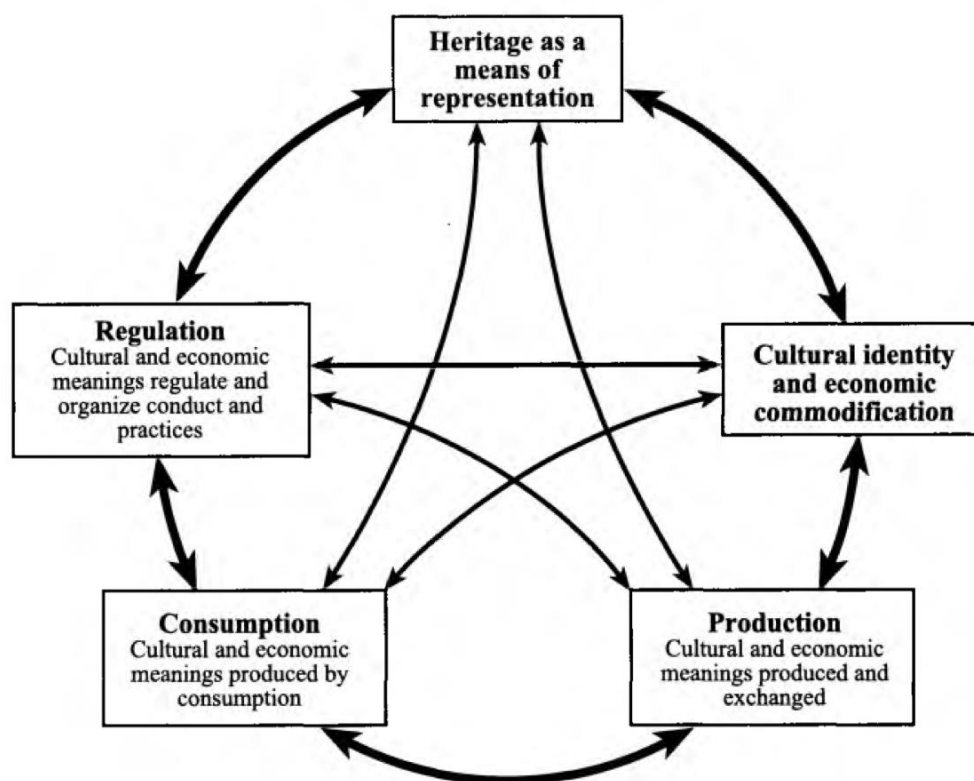 Heritage as a
means of
representation
Regulation
Cultural and economic
meanings regulate and
organize conduct and
practices
Cultural identity
and economic
commodification
Consumption
Cultural and economic
meanings produced by
consumption
Production
Cultural and economic
meanings produced and
exchanged